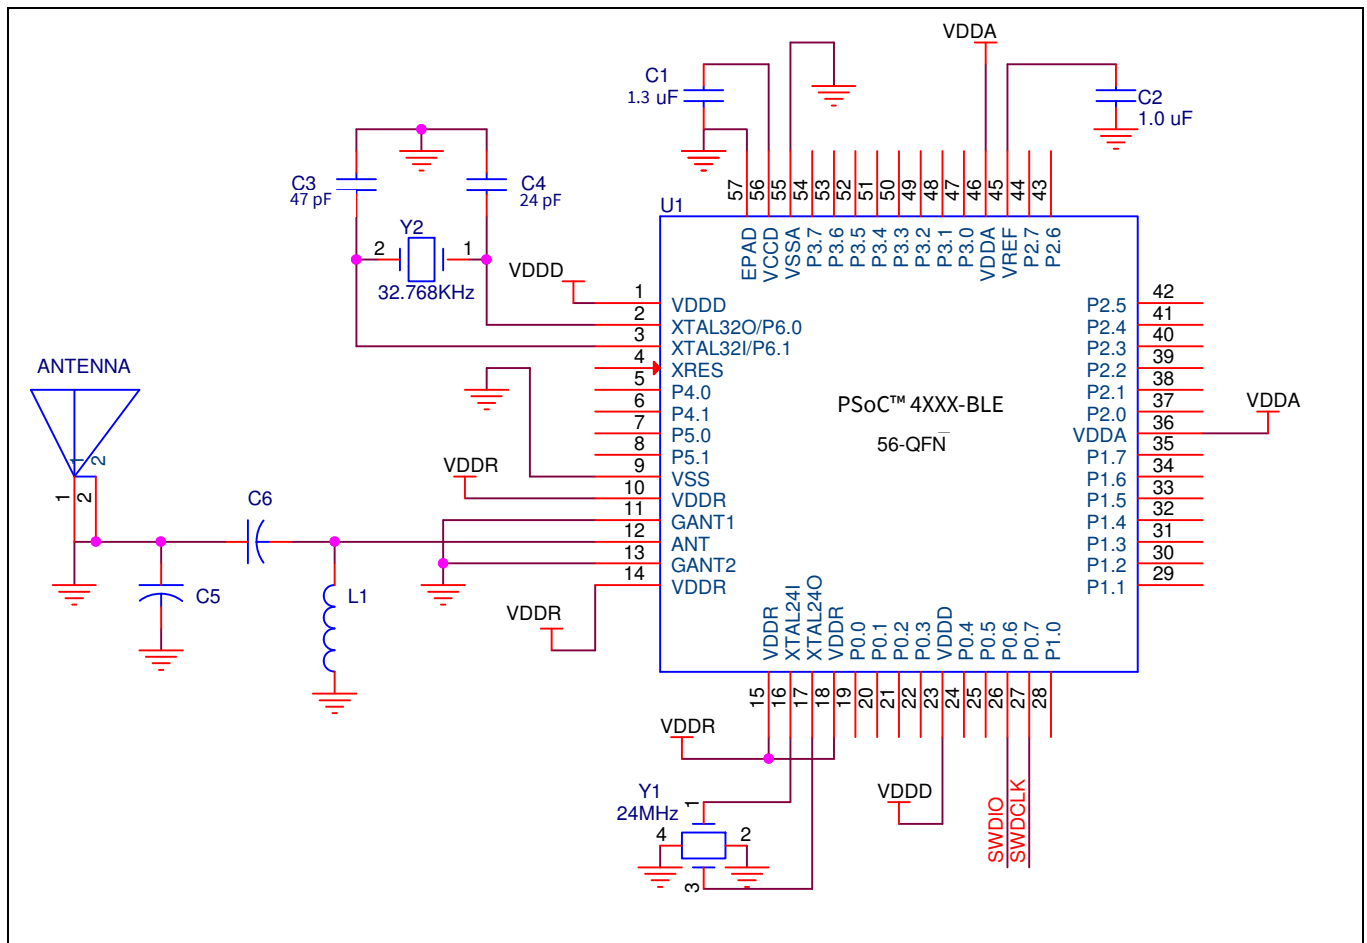 VDDA
C1
1.3 uF
C2
1.0 uF
C3
47 pF
C4
24 pF
Y2
2
1
32.768KHz
VDDD
U1
57
56
55
54
53
52
51
50
49
48
47
46
45
44
43
EPAD
VCCD
VSSA
P3.7
P3.6
P3.5
P3.4
P3.3
P3.2
P3.1
P3.0
VDDA
VREF
P2.7
P2.6
1 VDDD
2 XTAL32O/P6.0
3 XTAL32I/P6.1
4 XRES
5 P4.0
6 P4.1
7 P5.0
8 P5.1
9 VSS
10 VDDR
11 GANT1
12 ANT
13 GANT2
14 VDDR
PSoC™ 4XXX-BLE
56-QFN
P2.5 42
P2.4 41
P2.3 40
P2.2 39
P2.1 38
P2.0 37
VDDA 36
P1.7 35
P1.6 34
P1.5 33
P1.4 32
P1.3 31
P1.2 30
P1.1 29
VDDA
ANTENNA
1
2
1
2
C6
C5
L1
VDDR
VDDR
VDDR
XTAL24I
XTAL24O
VDDR
P0.0
P0.1
P0.2
P0.3
VDDD
P0.4
P0.5
P0.6
P0.7
P1.0
15
16
17
18
19
20
21
22
23
24
25
26
27
28
VDDR
Y1
24MHz
1
4
2
3
VDDD
SWDIO
SWDCLK